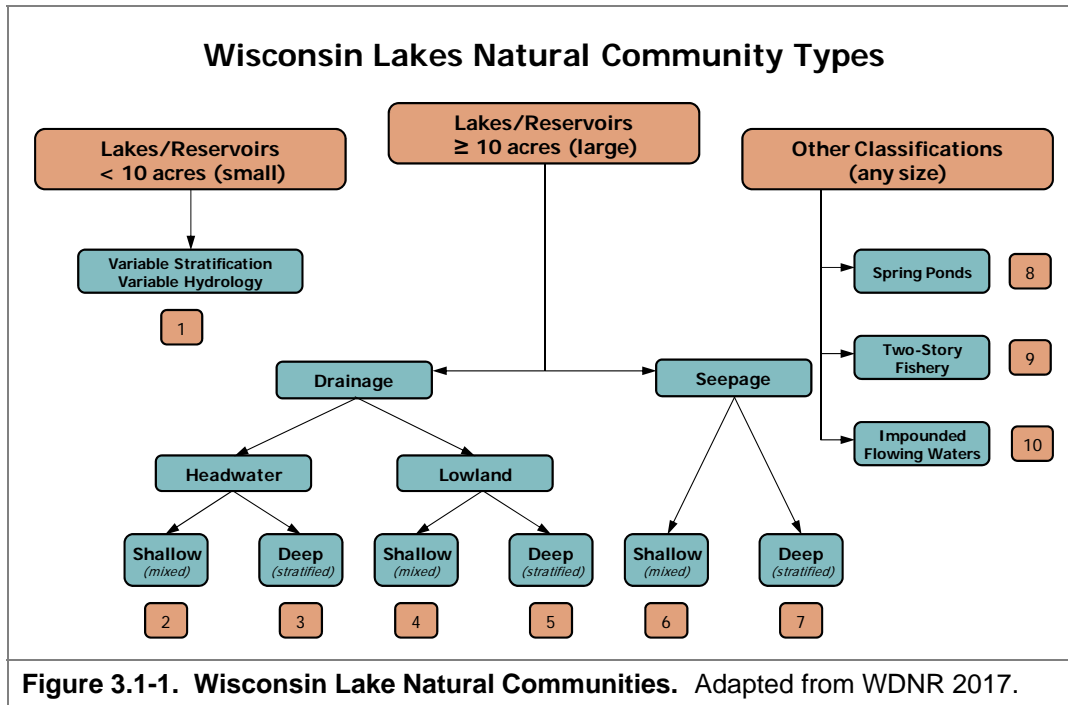 Wisconsin Lakes Natural Community Types
Lakes/Reservoirs
< 10 acres (small)
Lakes/Reservoirs
≥ 10 acres (large)
Other Classifications
(any size)
Variable Stratification
Variable Hydrology
1
Spring Ponds
8
Two-Story
Fishery
9
Impounded
Flowing Waters
10
Drainage
Seepage
Headwater
Lowland
Shallow
(mixed)
Deep
(stratified)
Shallow
(mixed)
Deep
(stratified)
Shallow
(mixed)
Deep
(stratified)
2
3
4
5
6
7
Figure 3.1-1. Wisconsin Lake Natural Communities. Adapted from WDNR 2017.